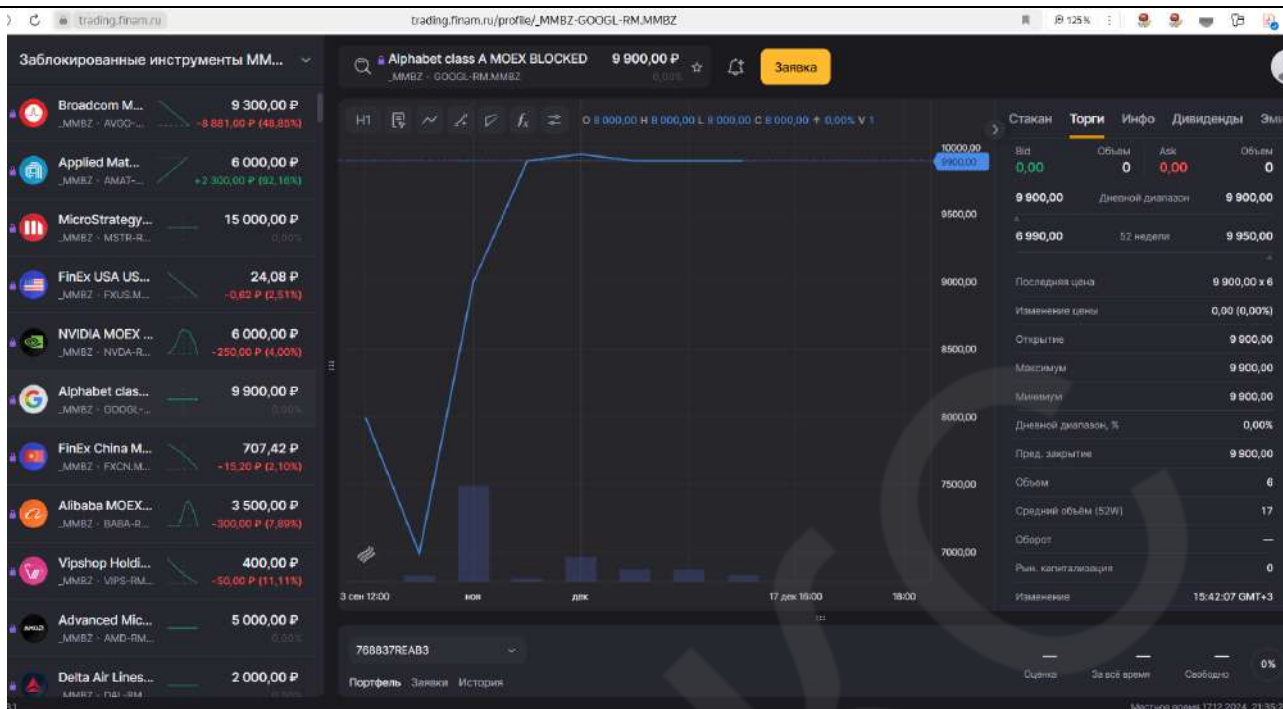 trading.finam.ru
trading.finam.ru/profile/_MMBZ-GOOGL-RM.MMBZ
125%
Заблокированные инструменты ММ...
Broadcom M...
9 300,00 ₽
_MMBZ - AVGO-...
-8 881,00 ₽ (48,85%)
Applied Mat...
6 000,00 ₽
_MMBZ - AMAT-...
+2 300,00 ₽ (62,16%)
MicroStrategy...
15 000,00 ₽
_MMBZ - MSTR-R...
0,00%
FinEx USA US...
24,08 ₽
_MMBZ - FXUS.M...
-0,62 ₽ (2,51%)
NVIDIA MOEX ...
6 000,00 ₽
_MMBZ - NVDA-R...
-250,00 ₽ (4,00%)
Alphabet clas...
9 900,00 ₽
_MMBZ - GOOGL-...
0,00%
FinEx China M...
707,42 ₽
_MMBZ - FXCN.M...
-15,20 ₽ (2,10%)
Alibaba MOEX...
3 500,00 ₽
_MMBZ - BABA-R...
-300,00 ₽ (7,89%)
Vipshop Holdi...
400,00 ₽
_MMBZ - VIPS-RM...
-50,00 ₽ (11,11%)
Advanced Mic...
5 000,00 ₽
_MMBZ - AMD-RM...
0,00%
Delta Air Lines...
2 000,00 ₽
_MMBZ - DAL-RM...
Alphabet class A MOEX BLOCKED
9 900,00 ₽
_MMBZ - GOOGL-RM.MMBZ
0,00%
Заявка
H1
O 8 000,00 H 8 000,00 L 8 000,00 C 8 000,00 + 0,00% V 1
10000,00
9900,00
9500,00
9000,00
8500,00
8000,00
7500,00
7000,00
3 сен 12:00
ноя
дек
17 дек 16:00
18:00
Стакан Торги Инфо Дивиденды Эми
Bid Объем Ask Объем
0,00 0 0,00 0
9 900,00 Дневной диапазон 9 900,00
6 990,00 52 недели 9 950,00
Последняя цена 9 900,00 x 6
Изменение цены 0,00 (0,00%)
Открытие 9 900,00
Максимум 9 900,00
Минимум 9 900,00
Дневной диапазон, % 0,00%
Пред. закрытие 9 900,00
Объем 6
Средний объём (52W) 17
Оборот —
Рын. капитализация 0
Изменение 15:42:07 GMT+3
768837REAB3
Портфель Заявки История
— — —
Оценка За всё время Свободно
0%
Местное время 17.12.2024, 21:35:2